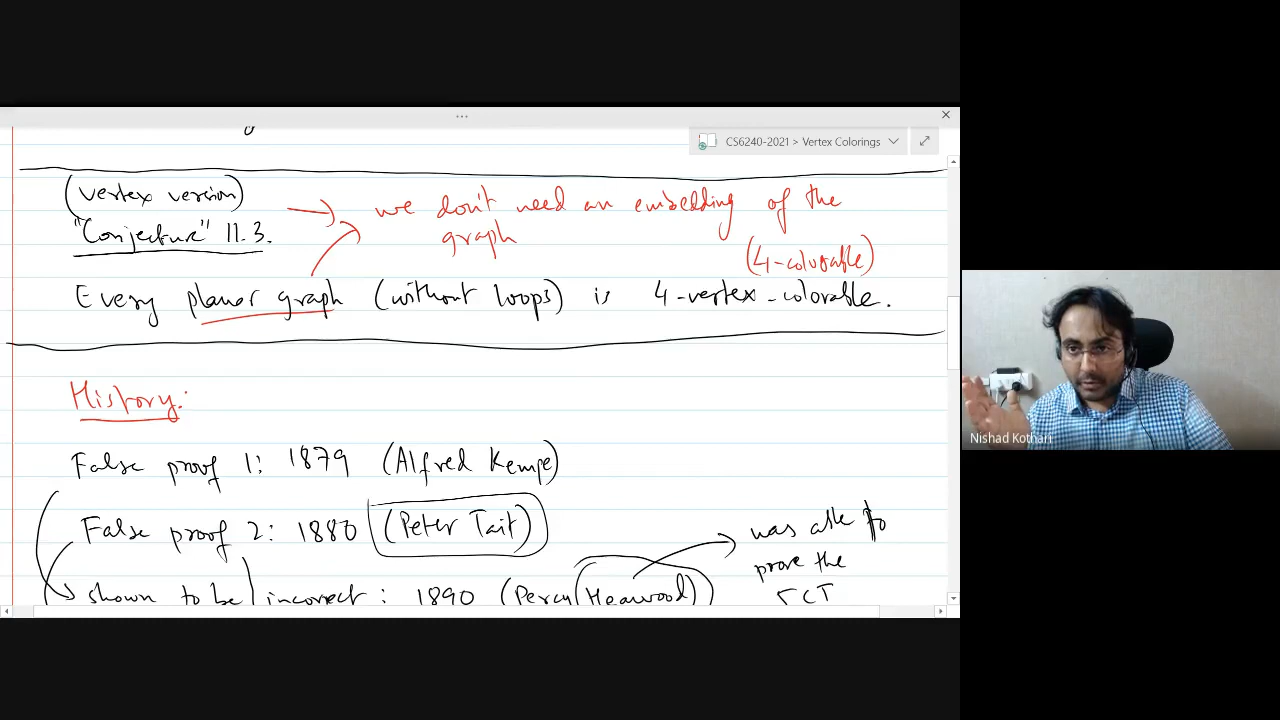 CS6240-2021 > Vertex Colorings
(vertex version)
"Conjecture" 11.3.
we don't need an embedding of the
graph
(4-colorable)
Every planar graph (without loops) is 4-vertex-colorable.
History:
False proof 1: 1879 (Alfred Kempe)
False proof 2: 1880 (Peter Tait)
shown to be incorrect: 1890 (Percy Heawood)
was able to
prove the
5CT
Nishad Kothari